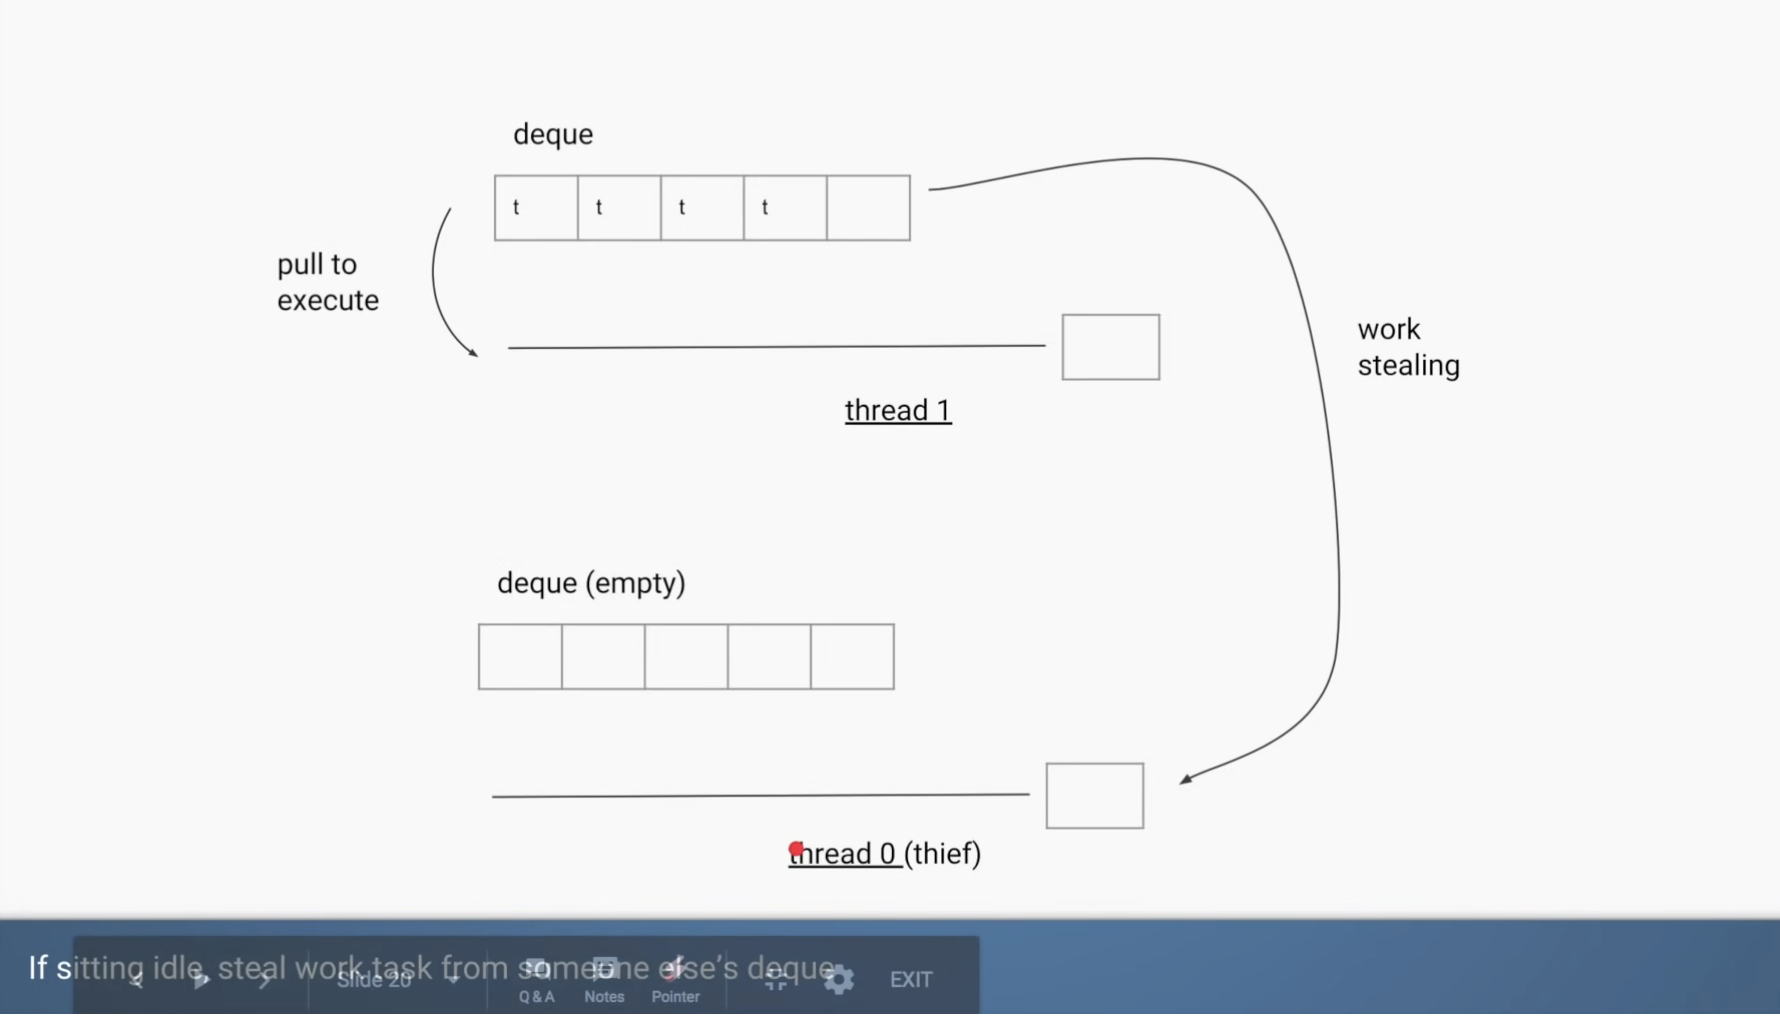 deque
t t t t
pull to
execute
work
stealing
thread 1
deque (empty)
thread 0 (thief)
If sitting idle, steal work task from someone else's deque
Slide 20
Q & A Notes Pointer
EXIT